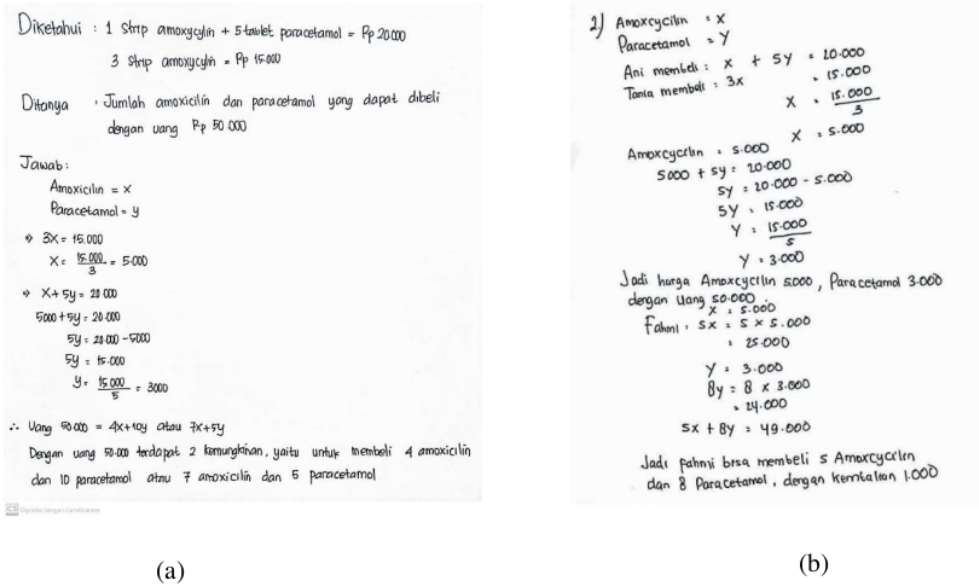 Diketahui : 1 strip amoxycylin + 5 tablet paracetamol = Rp 20.000
3 strip amoxycylin = Rp 15.000
Ditanya : Jumlah amoxicilin dan paracetamol yang dapat dibeli
dengan uang Rp 50.000
Jawab :
Amoxicilin = x
Paracetamol = y
→ 3x = 15.000
x = 15.000 / 3 = 5.000
→ x + 5y = 20.000
5000 + 5y = 20.000
5y = 20.000 - 5000
5y = 15.000
y = 15.000 / 5 = 3000
∴ Uang 50.000 = 4x + 10y atau 7x + 5y
Dengan uang 50.000 terdapat 2 kemungkinan, yaitu untuk membeli 4 amoxicilin
dan 10 paracetamol atau 7 amoxicilin dan 5 paracetamol
CS Dipindai dengan CamScanner
(a)
2) Amoxcycilin = x
Paracetamol = y
Ani membeli : x + 5y = 20.000
Tania membeli : 3x = 15.000
x = 15.000 / 3
x = 5.000
Amoxcycilin = 5.000
5000 + 5y = 20.000
5y = 20.000 - 5.000
5y = 15.000
y = 15.000 / 5
y = 3.000
Jadi harga Amoxcycilin 5.000, Paracetamol 3.000
dengan uang 50.000 :
x = 5.000
Fahmi : 5x = 5 x 5.000
= 25.000
y = 3.000
8y = 8 x 3.000
= 24.000
5x + 8y = 49.000
Jadi Fahmi bisa membeli 5 Amoxcycilin
dan 8 Paracetamol, dengan kembalian 1.000
(b)